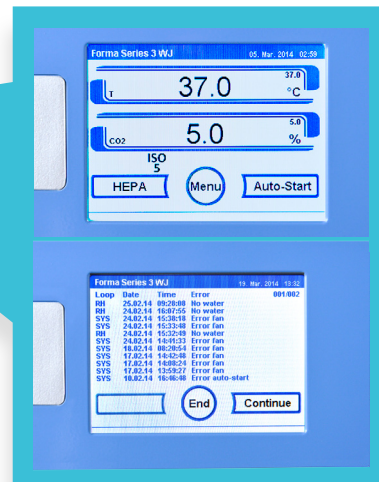 Forma Series 3 WJ 05. Mar. 2014 02:59
37.0
T 37.0 °C
5.0
CO2 5.0 %
ISO
5
HEPA Menu Auto-Start
Forma Series 3 WJ 19. Mar. 2014 13:32
Loop Date Time Error 001/002
RH 25.02.14 09:28:08 No water
RH 24.02.14 16:07:55 No water
SYS 24.02.14 15:38:18 Error fan
SYS 24.02.14 15:33:48 Error fan
RH 24.02.14 15:32:49 No water
SYS 24.02.14 14:41:33 Error fan
SYS 18.02.14 08:20:54 Error fan
SYS 17.02.14 14:42:48 Error fan
SYS 17.02.14 14:08:24 Error fan
SYS 17.02.14 13:59:27 Error fan
SYS 10.02.14 16:46:48 Error auto-start
End Continue